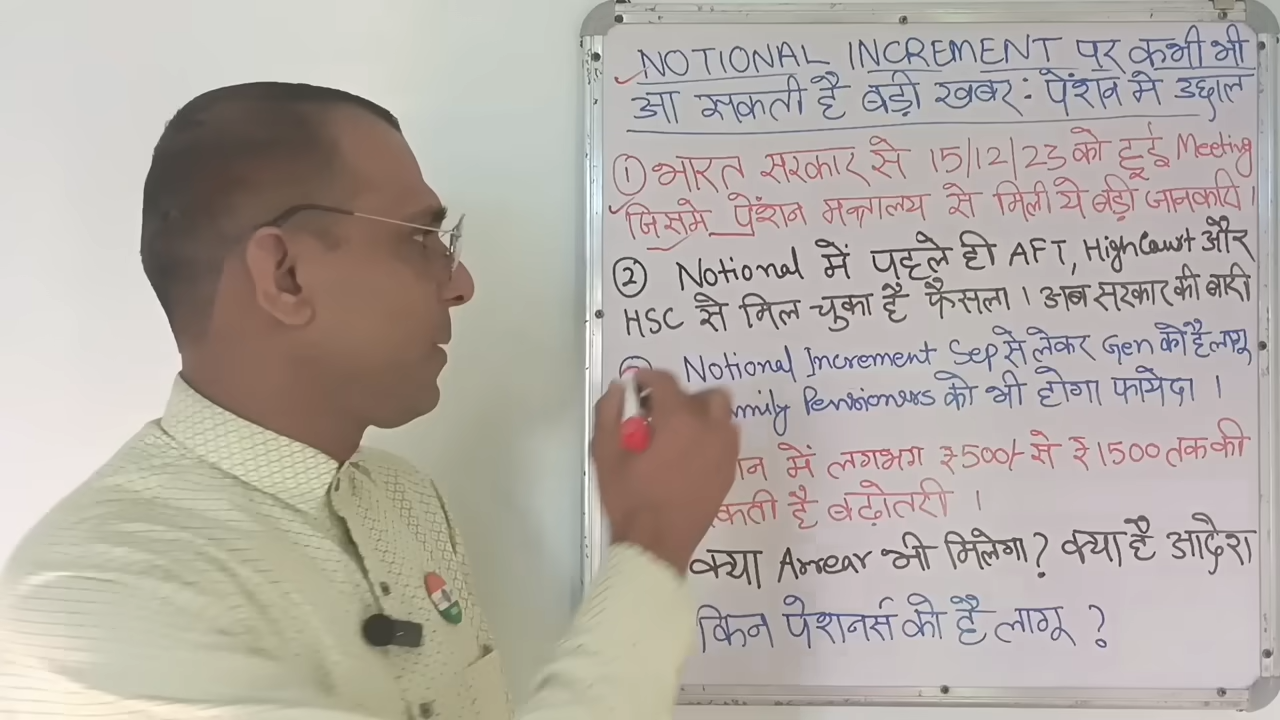 NOTIONAL INCREMENT पर कभी भी
आ सकती है बड़ी खबर: पेंशन मे उछाल
① भारत सरकार से 15/12/23 को हुई Meeting
जिसमे पेंशन मंत्रालय से मिली ये बड़ी जानकारी।
② Notional में पहले ही AFT, High Court और
HSC से मिल चुका है फैसला। अब सरकार की बारी
Notional Increment Sep से लेकर Gen को है लागू
Pensioners को भी होगा फायेदा।
में लगभग ₹500/- से ₹1500 तक की
है बढ़ोतरी।
क्या Arrear भी मिलेगा? क्या है आदेश
किन पेंशनर्स को है लागू?